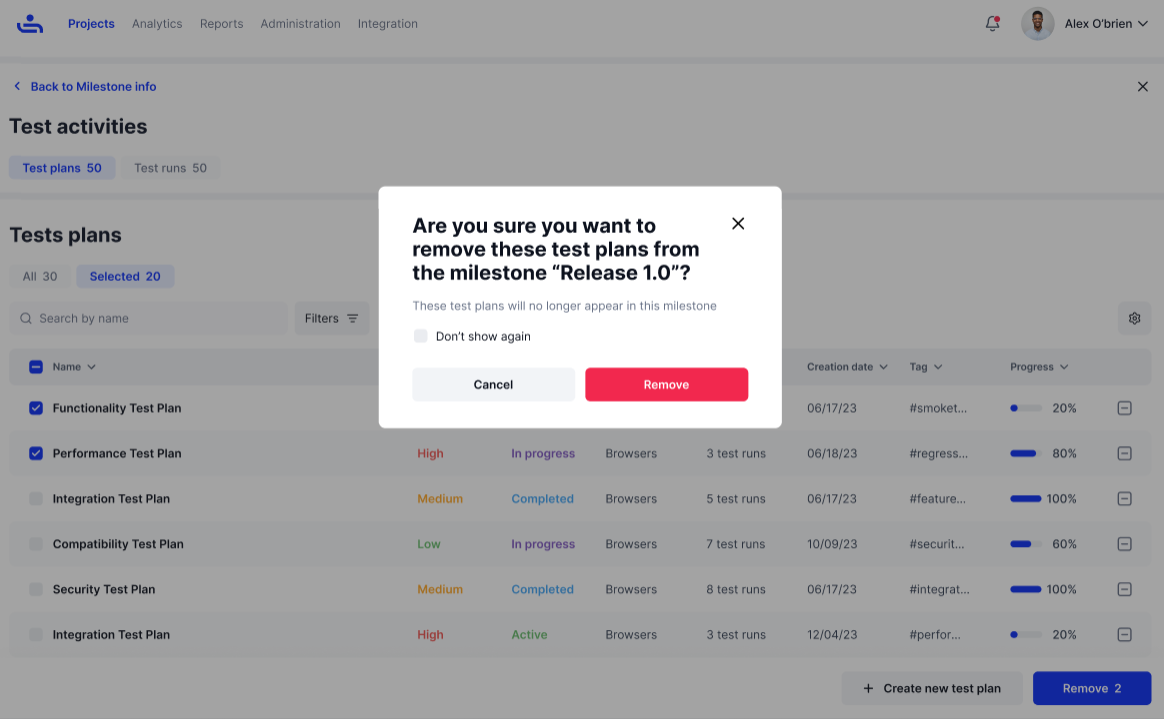 Projects Analytics Reports Administration Integration Alex O’brien
Back to Milestone info
Test activities
Test plans 50 Test runs 50
Tests plans
All 30 Selected 20
Search by name Filters
Are you sure you want to
remove these test plans from
the milestone “Release 1.0”?
These test plans will no longer appear in this milestone
Don’t show again
Cancel Remove
Name Creation date Tag Progress
Functionality Test Plan 06/17/23 #smoket... 20%
Performance Test Plan High In progress Browsers 3 test runs 06/18/23 #regress... 80%
Integration Test Plan Medium Completed Browsers 5 test runs 06/17/23 #feature... 100%
Compatibility Test Plan Low In progress Browsers 7 test runs 10/09/23 #securit... 60%
Security Test Plan Medium Completed Browsers 8 test runs 06/17/23 #integrat... 100%
Integration Test Plan High Active Browsers 3 test runs 12/04/23 #perfor... 20%
+ Create new test plan Remove 2